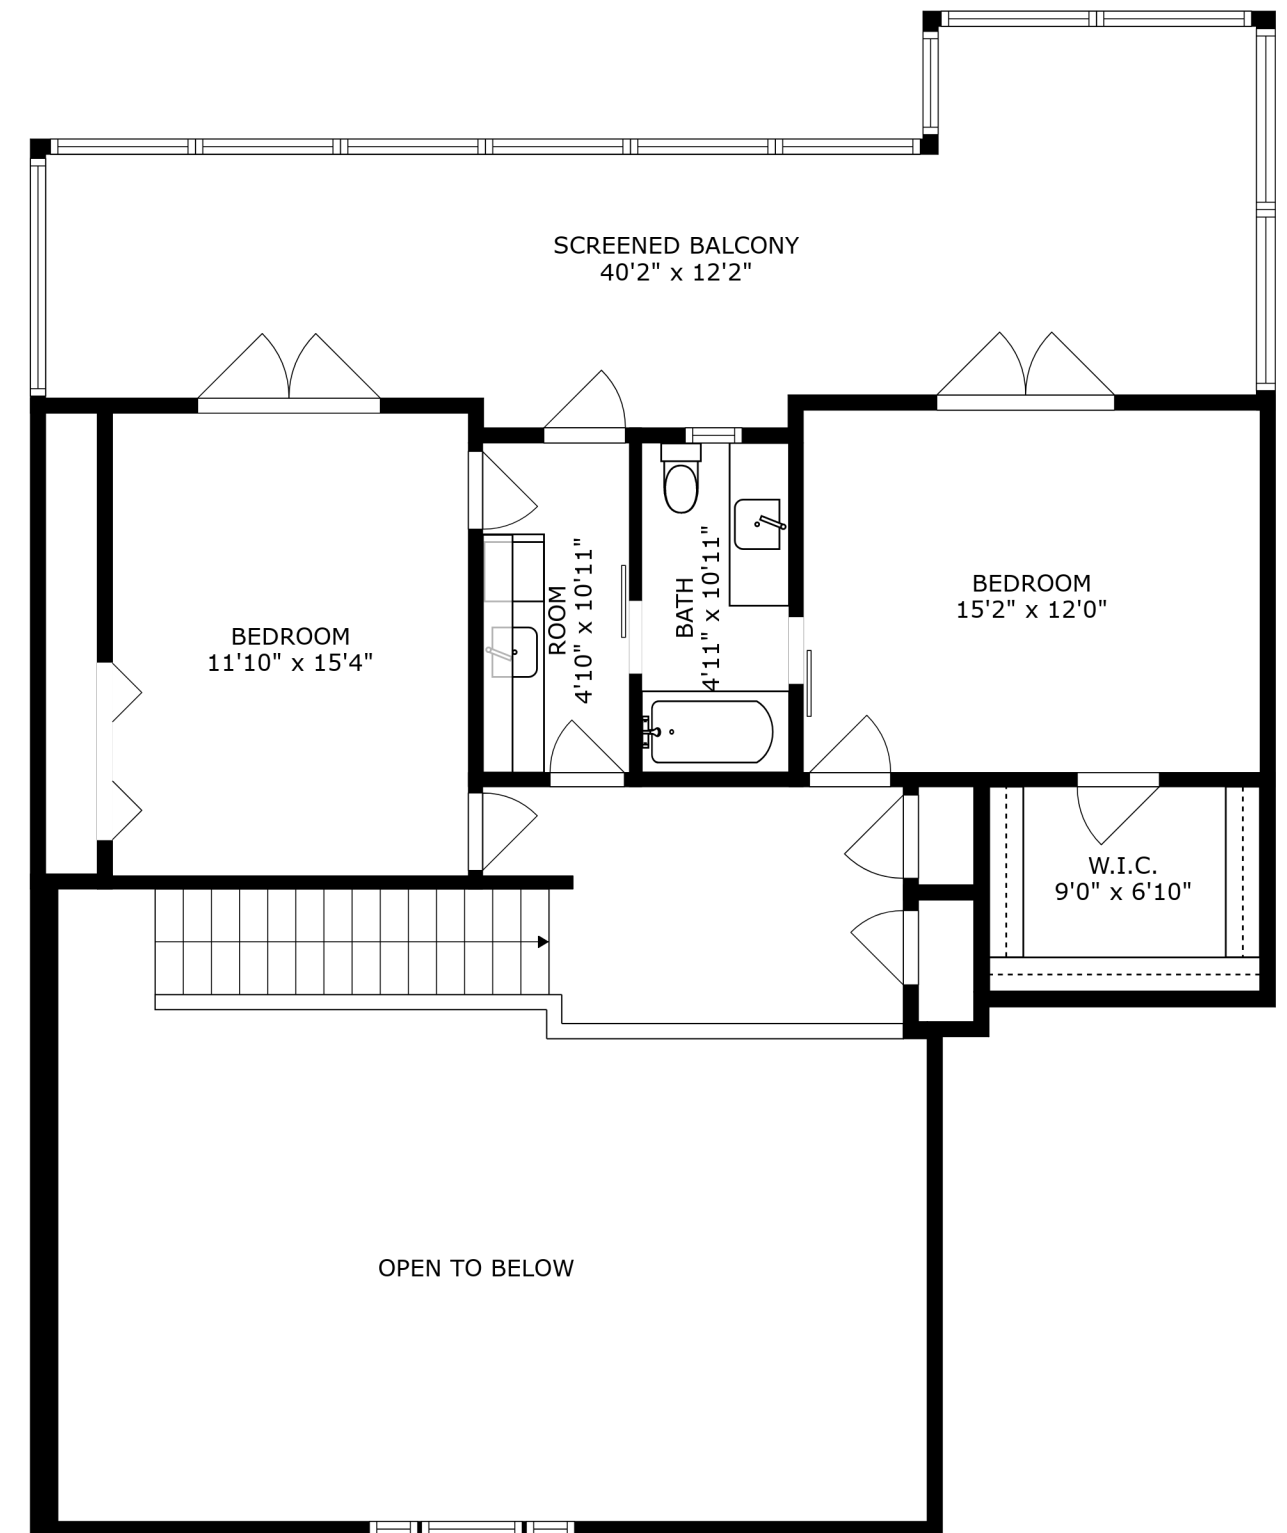 SCREENED BALCONY
40'2" x 12'2"
BEDROOM
11'10" x 15'4"
ROOM
4'10" x 10'11"
BATH
4'11" x 10'11"
BEDROOM
15'2" x 12'0"
W.I.C.
9'0" x 6'10"
OPEN TO BELOW